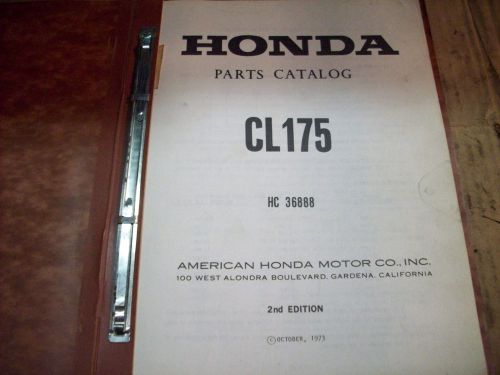 HONDA
PARTS CATALOG
CL175
HC 36888
AMERICAN HONDA MOTOR CO., INC.
100 WEST ALONDRA BOULEVARD, GARDENA, CALIFORNIA
2nd EDITION
© OCTOBER, 1973